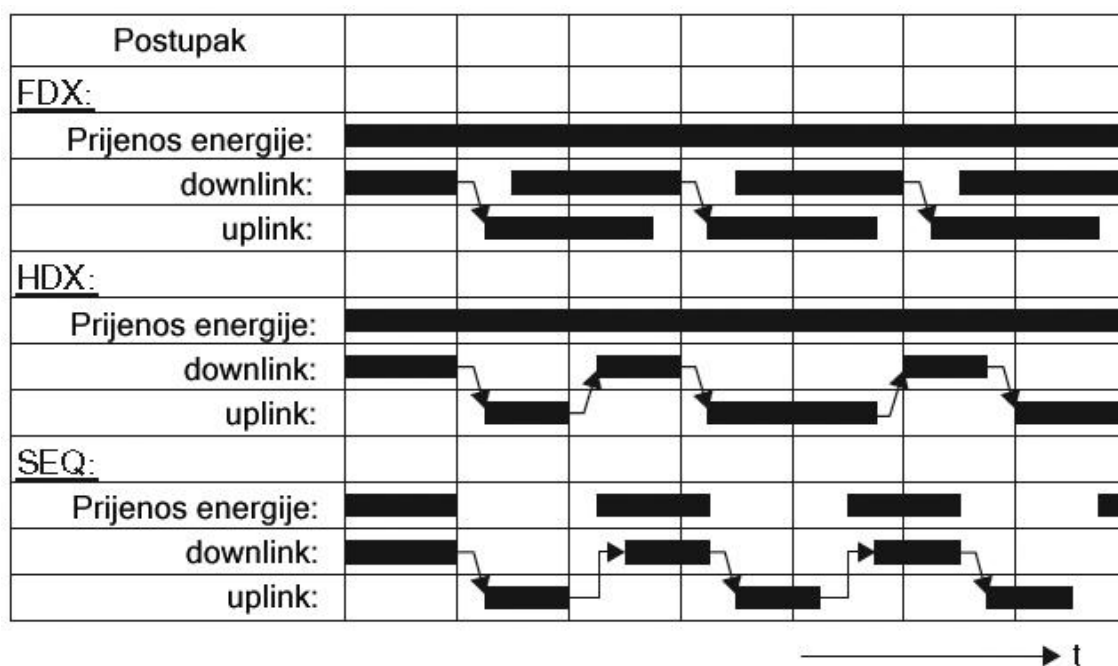 Postupak
FDX:
Prijenos energije:
downlink:
uplink:
HDX:
Prijenos energije:
downlink:
uplink:
SEQ:
Prijenos energije:
downlink:
uplink:
t